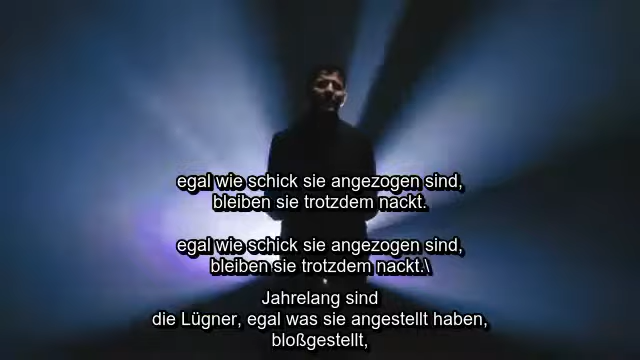 egal wie schick sie angezogen sind,
bleiben sie trotzdem nackt.
egal wie schick sie angezogen sind,
bleiben sie trotzdem nackt.\
Jahrelang sind
die Lügner, egal was sie angestellt haben,
bloßgestellt,